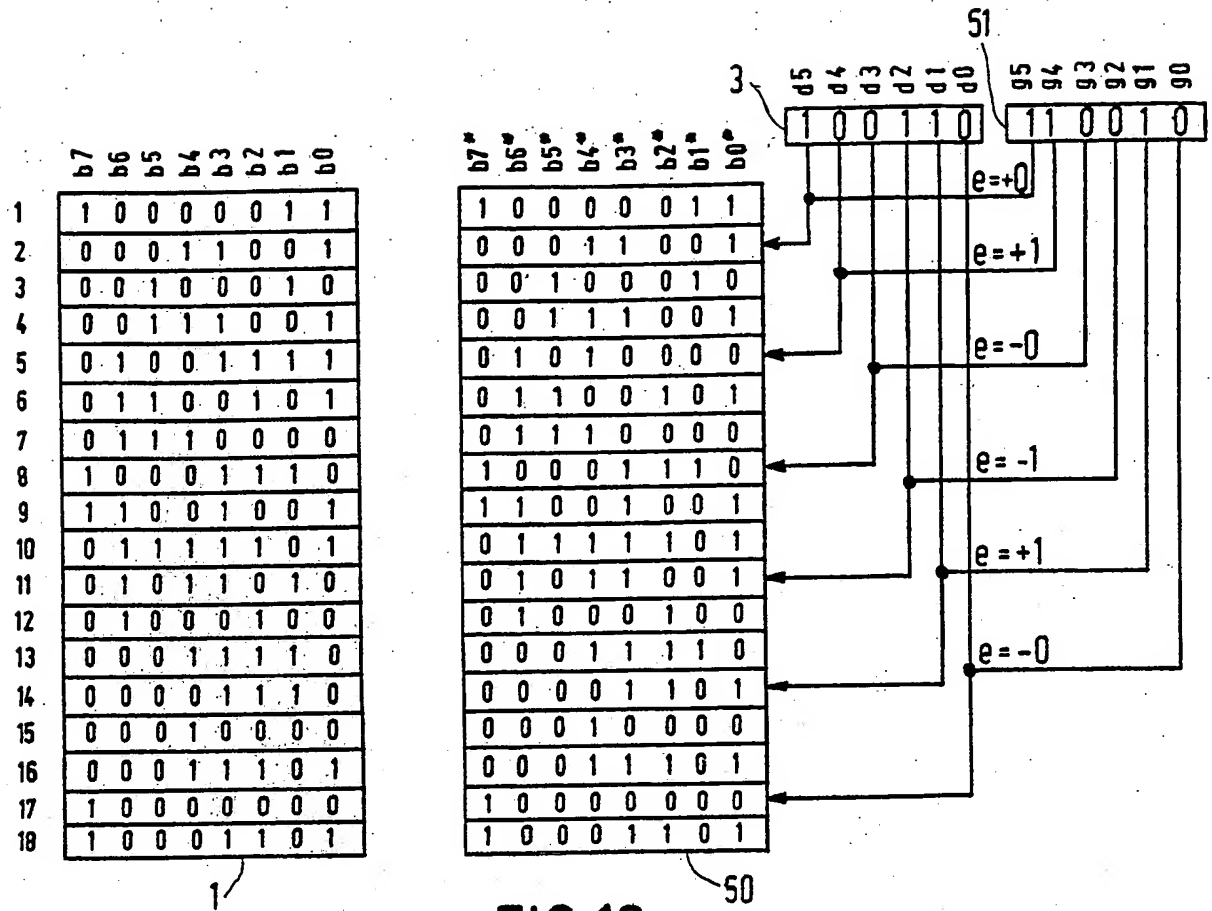 51
3
d5 d4 d3 d2 d1 d0
g5 g4 g3 g2 g1 g0
1 0 0 1 1 0
1 1 0 0 1 0
b7 b6 b5 b4 b3 b2 b1 b0
b7* b6* b5* b4* b3* b2* b1* b0*
e=+0
e=+1
e=-0
e=-1
e=+1
e=-0
1 1 0 0 0 0 0 1 1
2 0 0 0 1 1 0 0 1
3 0 0 1 0 0 0 1 0
4 0 0 1 1 1 0 0 1
5 0 1 0 0 1 1 1 1
6 0 1 1 0 0 1 0 1
7 0 1 1 1 0 0 0 0
8 1 0 0 0 1 1 1 0
9 1 1 0 0 1 0 0 1
10 0 1 1 1 1 1 0 1
11 0 1 0 1 1 0 1 0
12 0 1 0 0 0 1 0 0
13 0 0 0 1 1 1 1 0
14 0 0 0 0 1 1 1 0
15 0 0 0 1 0 0 0 0
16 0 0 0 1 1 1 0 1
17 1 0 0 0 0 0 0 0
18 1 0 0 0 1 1 0 1
1 0 0 0 0 0 1 1
0 0 0 1 1 0 0 1
0 0 1 0 0 0 1 0
0 0 1 1 1 0 0 1
0 1 0 1 0 0 0 0
0 1 1 0 0 1 0 1
0 1 1 1 0 0 0 0
1 0 0 0 1 1 1 0
1 1 0 0 1 0 0 1
0 1 1 1 1 1 0 1
0 1 0 1 1 0 0 1
0 1 0 0 0 1 0 0
0 0 0 1 1 1 1 0
0 0 0 0 1 1 0 1
0 0 0 1 0 0 0 0
0 0 0 1 1 1 0 1
1 0 0 0 0 0 0 0
1 0 0 0 1 1 0 1
1
50